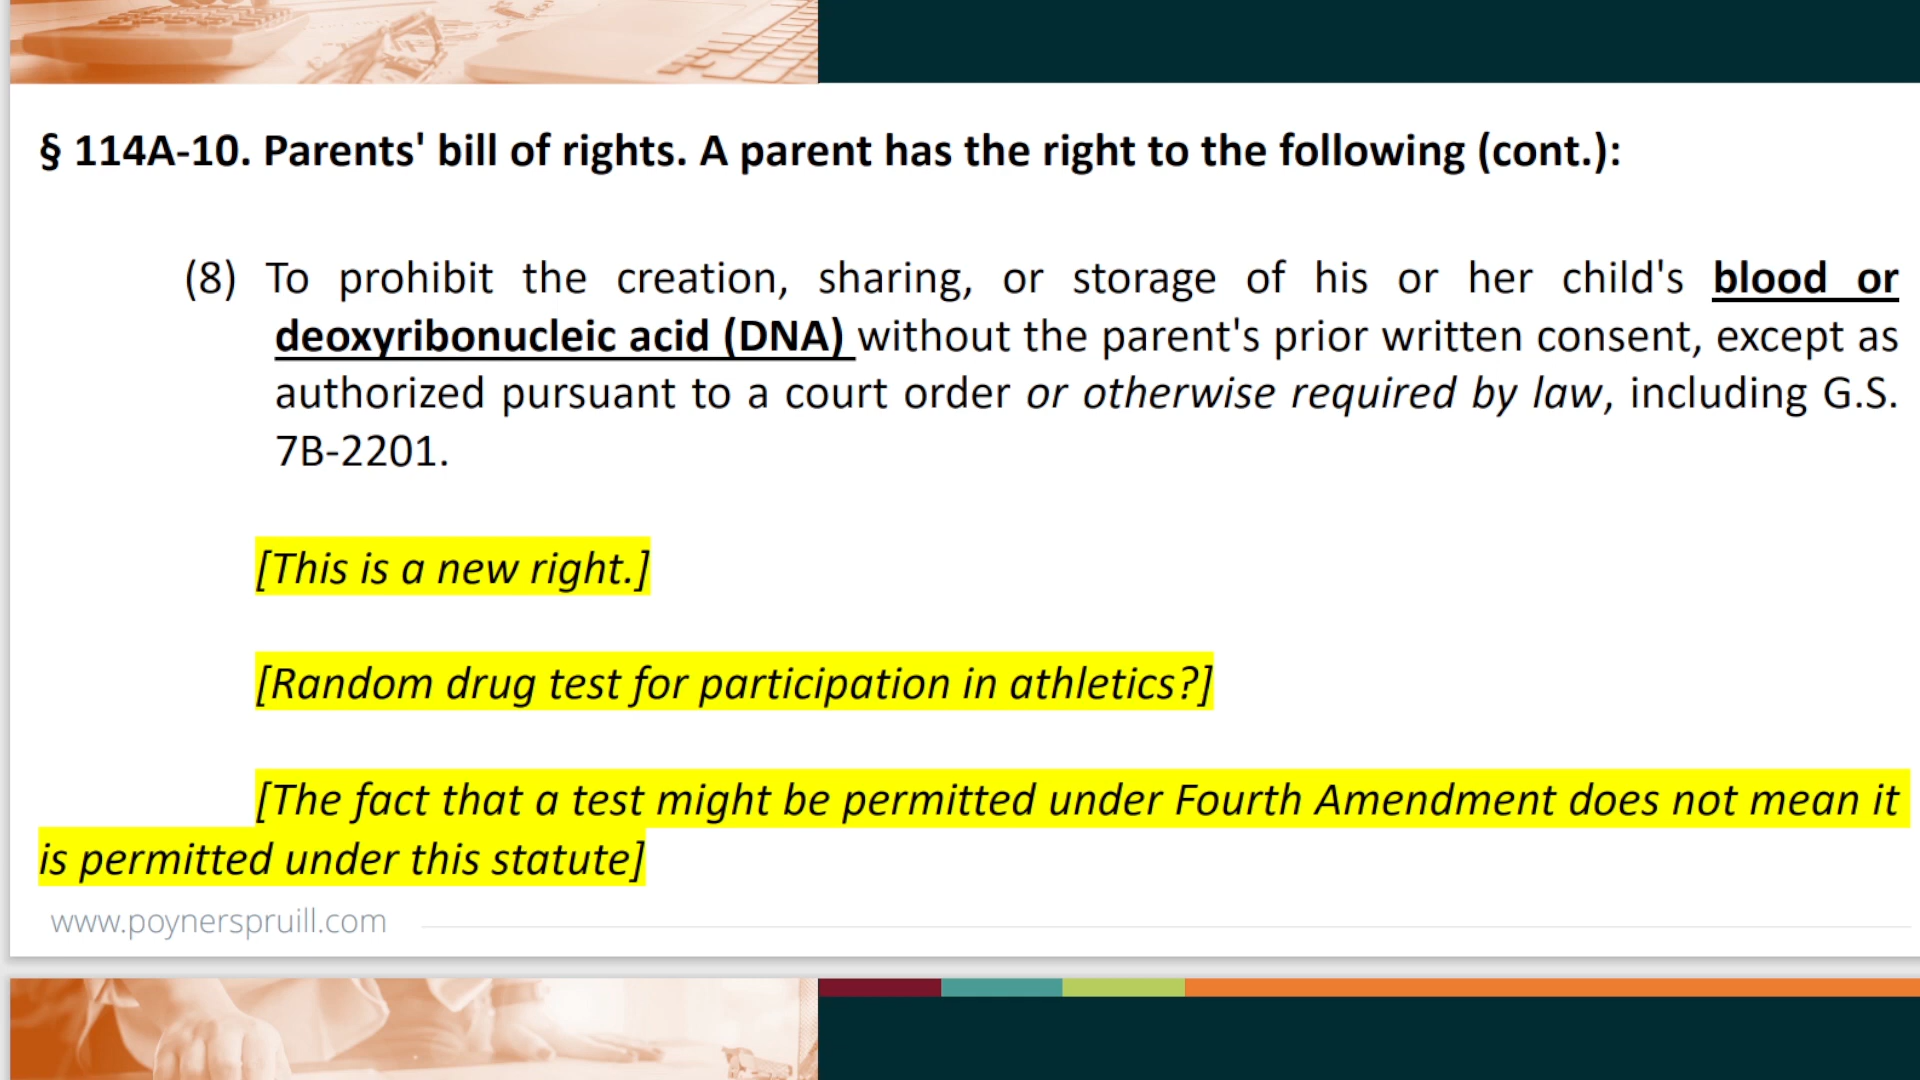 § 114A-10. Parents' bill of rights. A parent has the right to the following (cont.):
(8) To prohibit the creation, sharing, or storage of his or her child's blood or
deoxyribonucleic acid (DNA) without the parent's prior written consent, except as
authorized pursuant to a court order or otherwise required by law, including G.S.
7B-2201.
[This is a new right.]
[Random drug test for participation in athletics?]
[The fact that a test might be permitted under Fourth Amendment does not mean it
is permitted under this statute]
www.poynerspruill.com